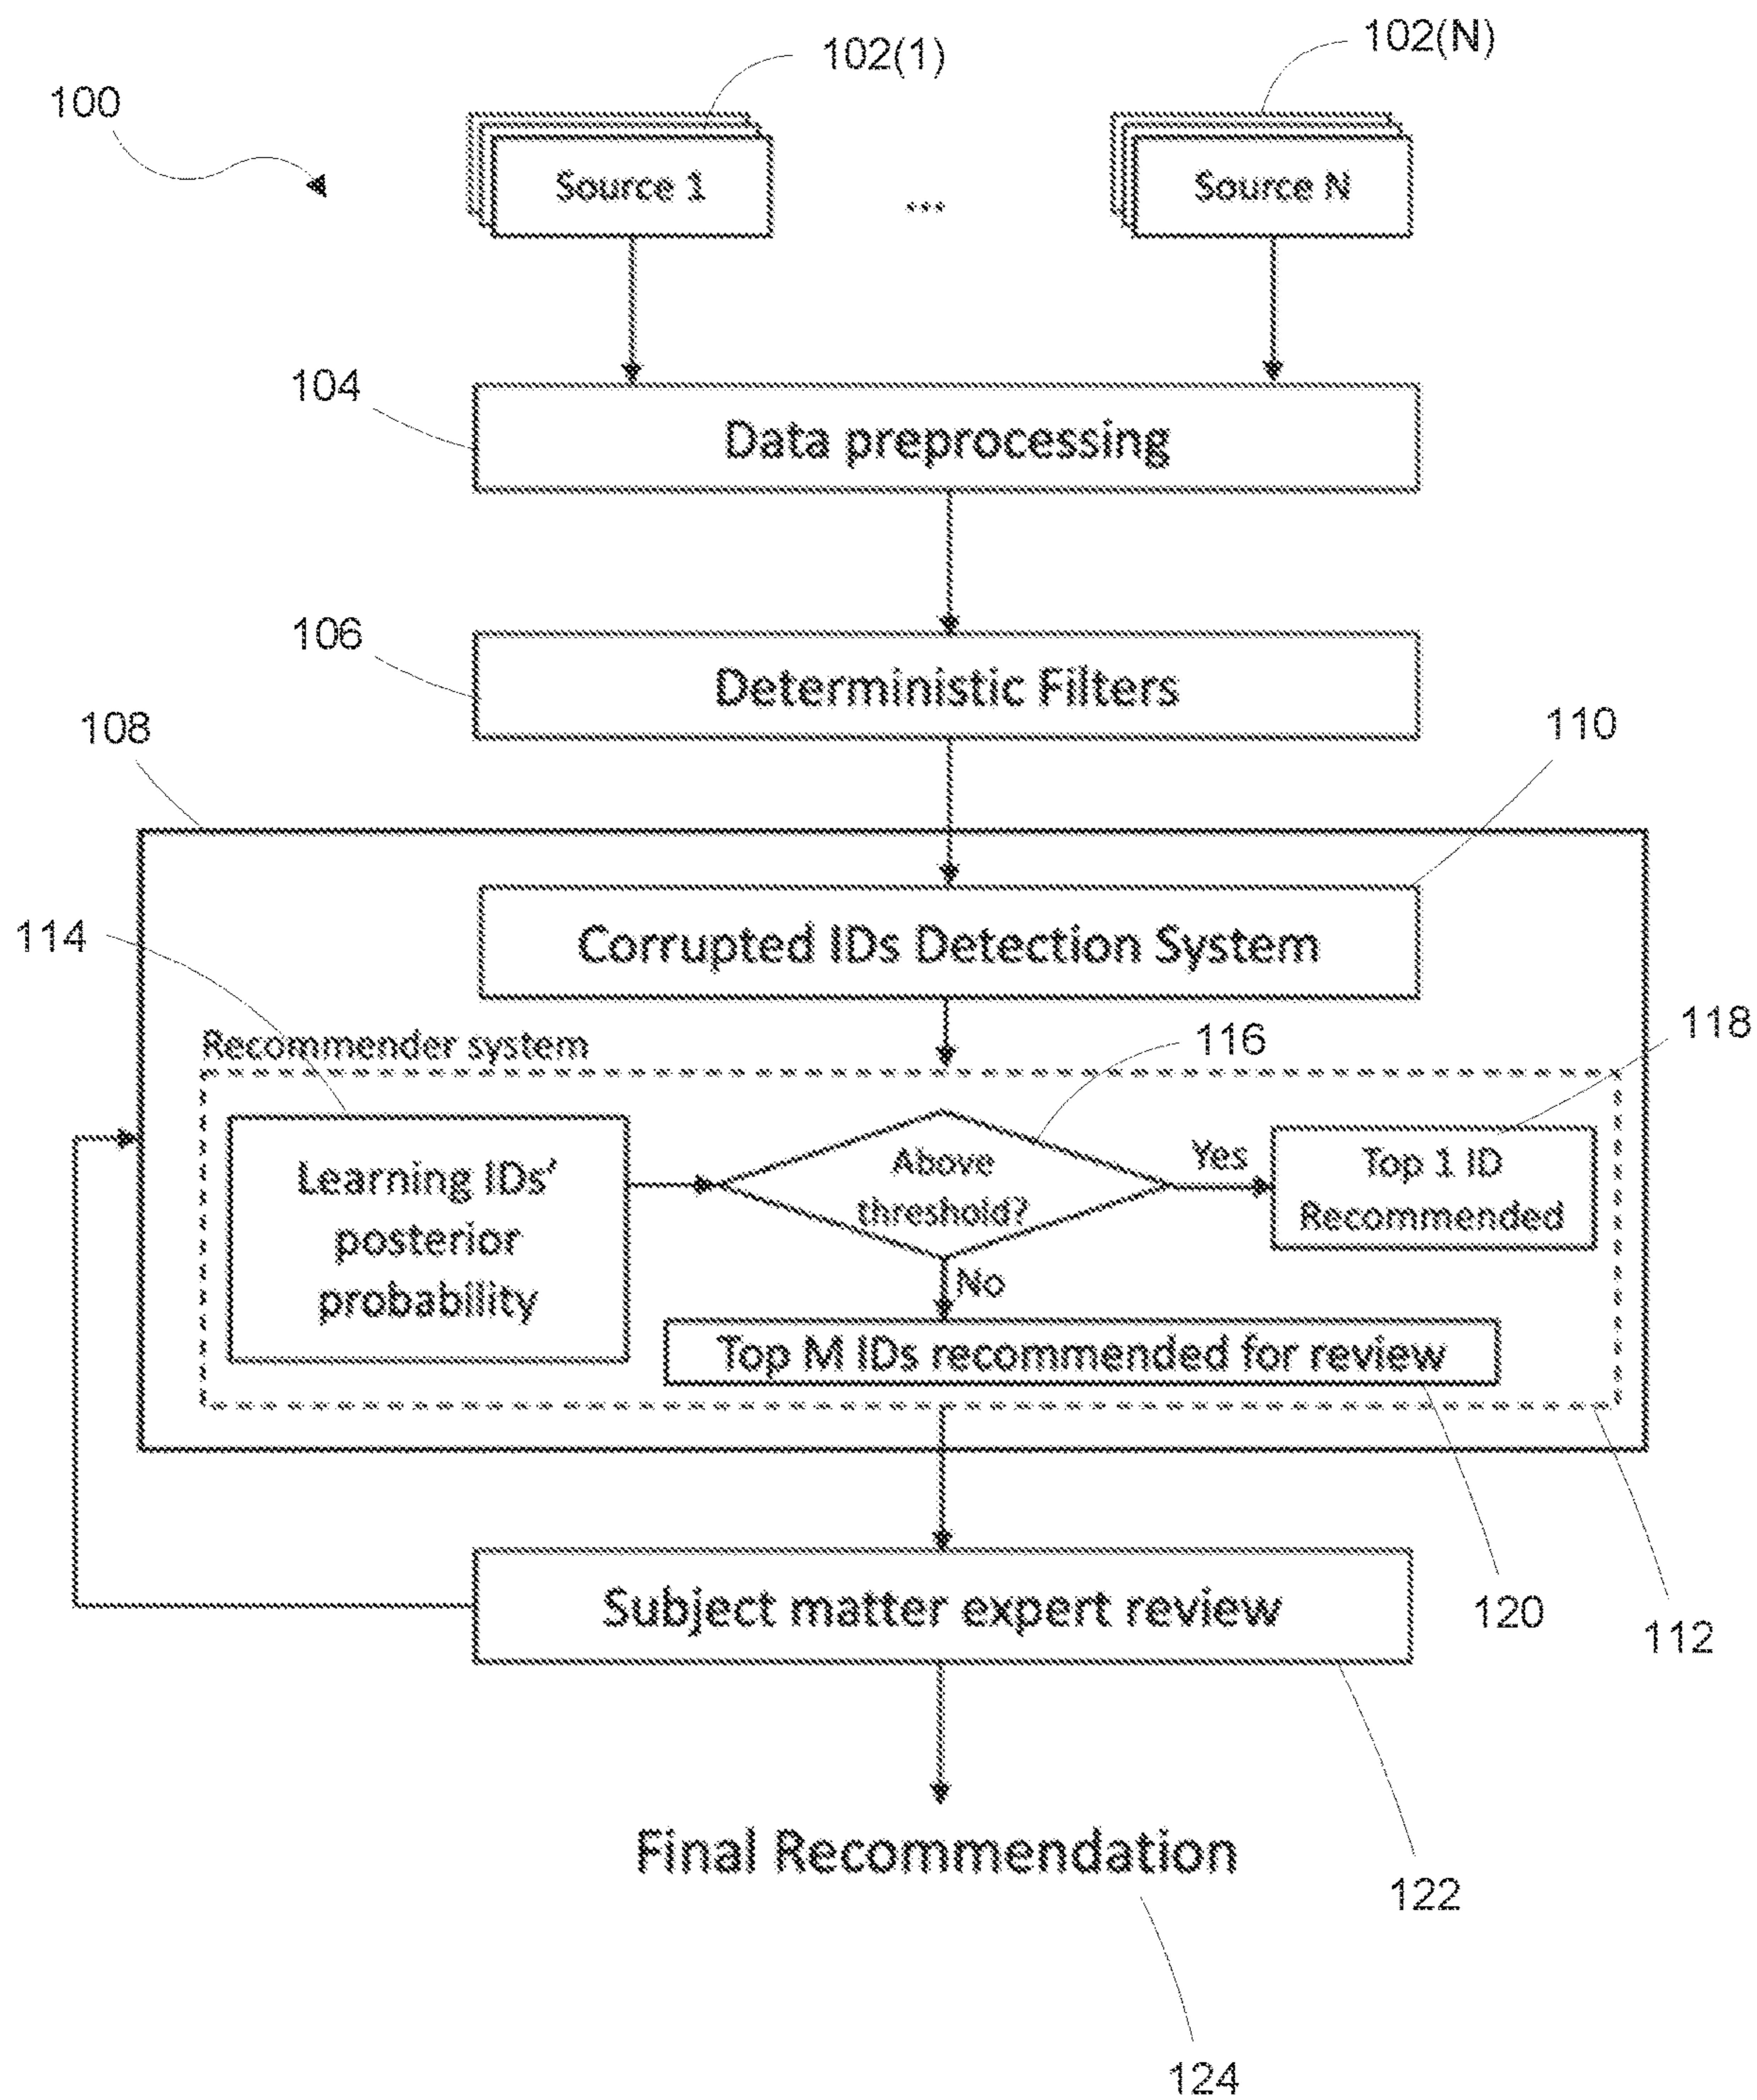 102(1)
102(N)
100
Source 1
...
Source N
104
Data preprocessing
106
Deterministic Filters
108
110
Corrupted IDs Detection System
114
Recommender system
116
118
Learning IDs'
posterior
probability
Above
threshold?
Yes
Top 1 ID
Recommended
No
Top M IDs recommended for review
Subject matter expert review
120
112
Final Recommendation
122
124